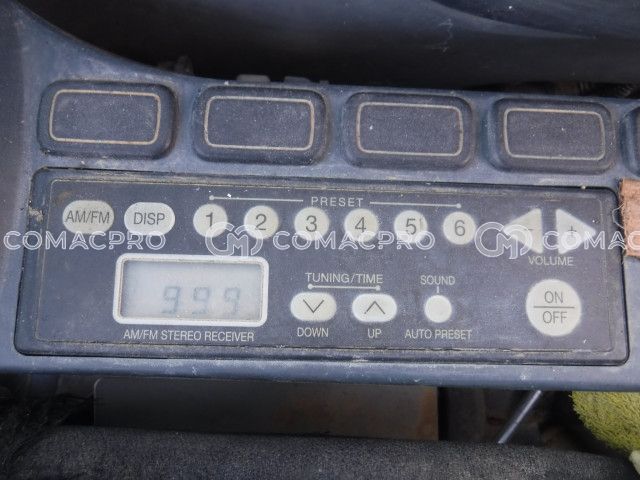 PRESET
AM/FM DISP 1 2 3 4 5 6 - +
COMACPRO COMACPRO COMACPRO
VOLUME
TUNING/TIME SOUND
999
ON
OFF
AM/FM STEREO RECEIVER DOWN UP AUTO PRESET